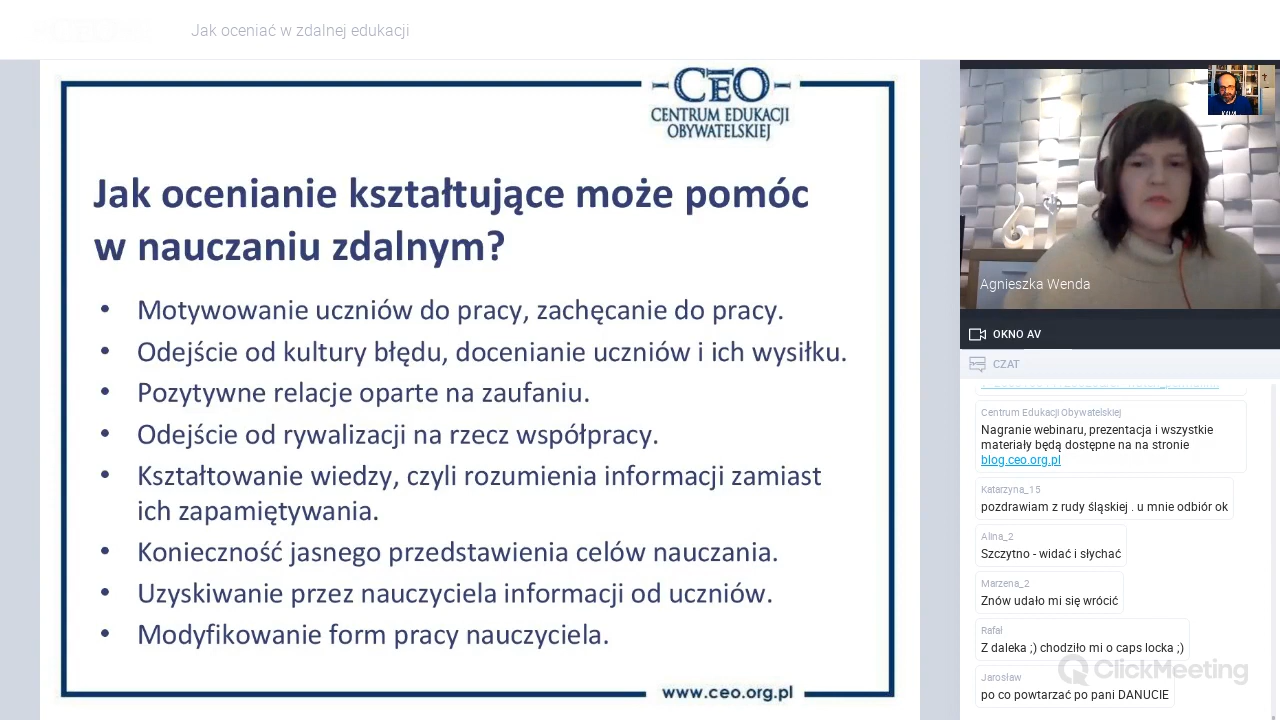 Jak oceniać w zdalnej edukacji
CEO
CENTRUM EDUKACJI
OBYWATELSKIEJ
Jak ocenianie kształtujące może pomóc
w nauczaniu zdalnym?
• Motywowanie uczniów do pracy, zachęcanie do pracy.
• Odejście od kultury błędu, docenianie uczniów i ich wysiłku.
• Pozytywne relacje oparte na zaufaniu.
• Odejście od rywalizacji na rzecz współpracy.
• Kształtowanie wiedzy, czyli rozumienia informacji zamiast
ich zapamiętywania.
• Konieczność jasnego przedstawienia celów nauczania.
• Uzyskiwanie przez nauczyciela informacji od uczniów.
• Modyfikowanie form pracy nauczyciela.
www.ceo.org.pl
Agnieszka Wenda
OKNO AV
CZAT
Centrum Edukacji Obywatelskiej
Nagranie webinaru, prezentacja i wszystkie
materiały będą dostępne na na stronie
blog.ceo.org.pl
Katarzyna_15
pozdrawiam z rudy śląskiej . u mnie odbiór ok
Alina_2
Szczytno - widać i słychać
Marzena_2
Znów udało mi się wrócić
Rafał
Z daleka ;) chodziło mi o caps locka ;)
ClickMeeting
Jarosław
po co powtarzać po pani DANUCIE